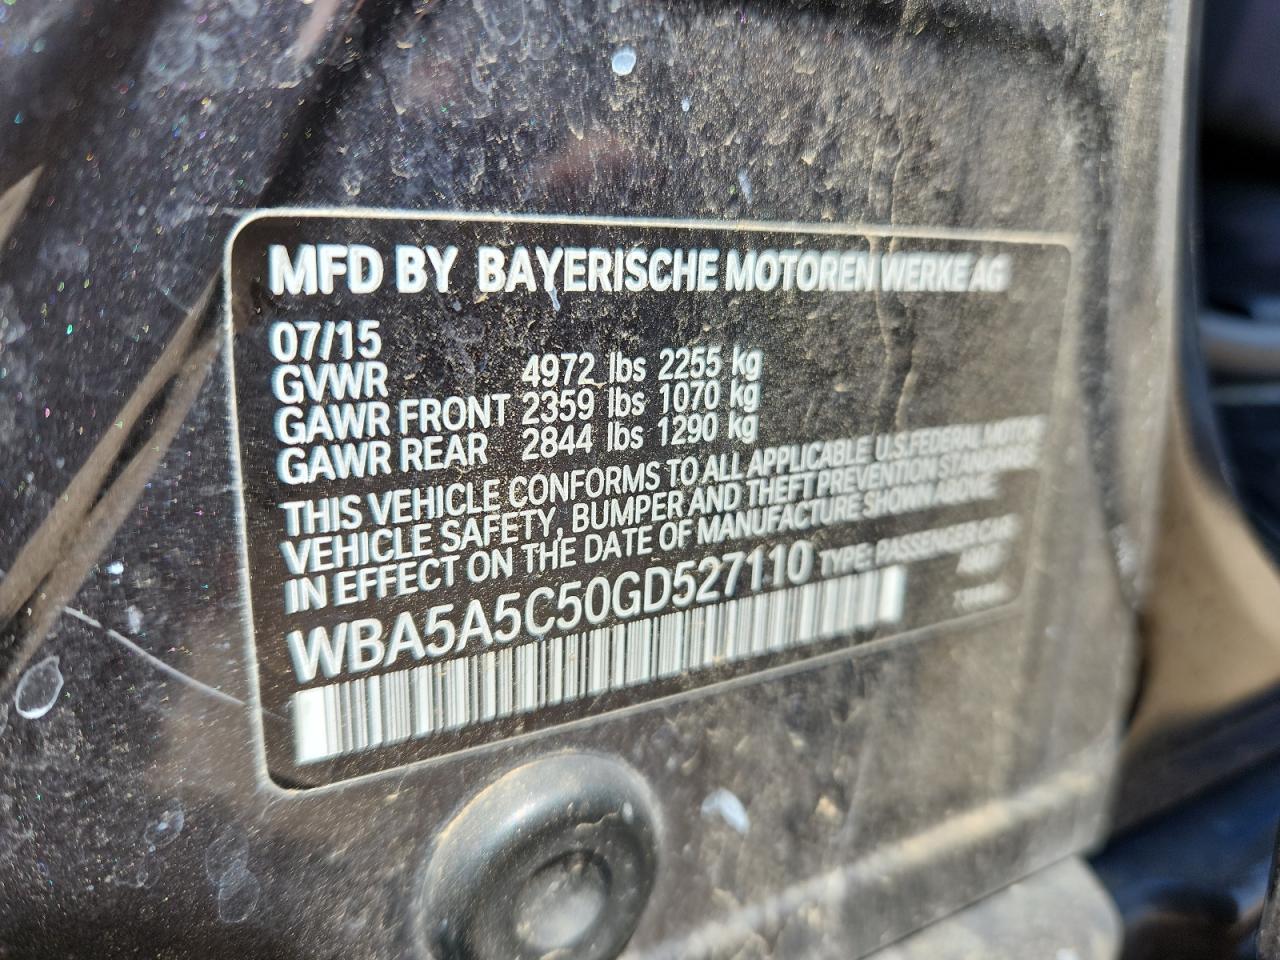 MFD BY BAYERISCHE MOTOREN WERKE AG
07/15
GVWR 4972 lbs 2255 kg
GAWR FRONT 2359 lbs 1070 kg
GAWR REAR 2844 lbs 1290 kg
THIS VEHICLE CONFORMS TO ALL APPLICABLE U.S. FEDERAL MOTOR
VEHICLE SAFETY, BUMPER AND THEFT PREVENTION STANDARDS
IN EFFECT ON THE DATE OF MANUFACTURE SHOWN ABOVE
WBA5A5C50GD527110 TYPE: PASSENGER CAR